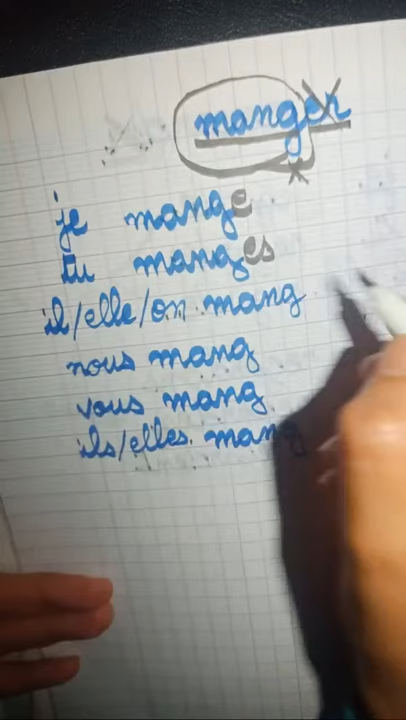 manger
je mange
tu manges
il/elle/on mang
nous mang
vous mang
ils/elles mang